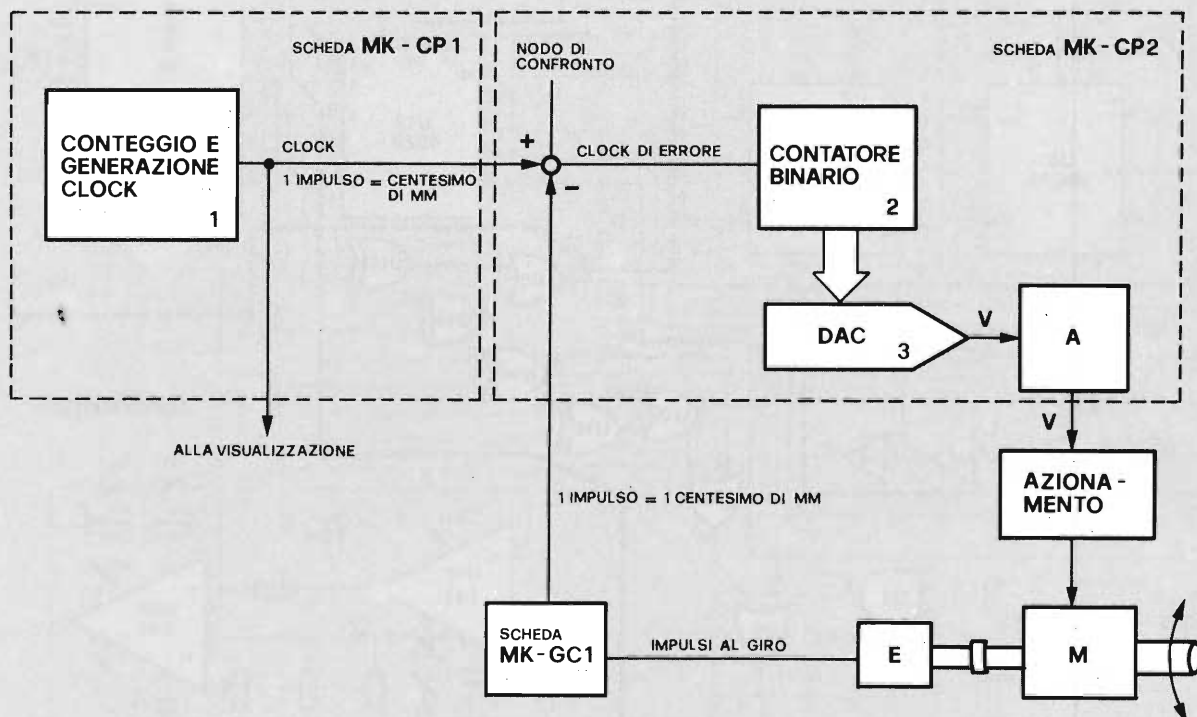 SCHEDA MK - CP1
NODO DI
CONFRONTO
SCHEDA MK - CP2
CONTEGGIO E
GENERAZIONE
CLOCK
1
CLOCK
1 IMPULSO = CENTESIMO
DI MM
+
-
CLOCK DI ERRORE
CONTATORE
BINARIO
2
DAC
3
V
A
V
ALLA VISUALIZZAZIONE
AZIONA -
MENTO
1 IMPULSO = 1 CENTESIMO DI MM
SCHEDA
MK-GC1
IMPULSI AL GIRO
E
M